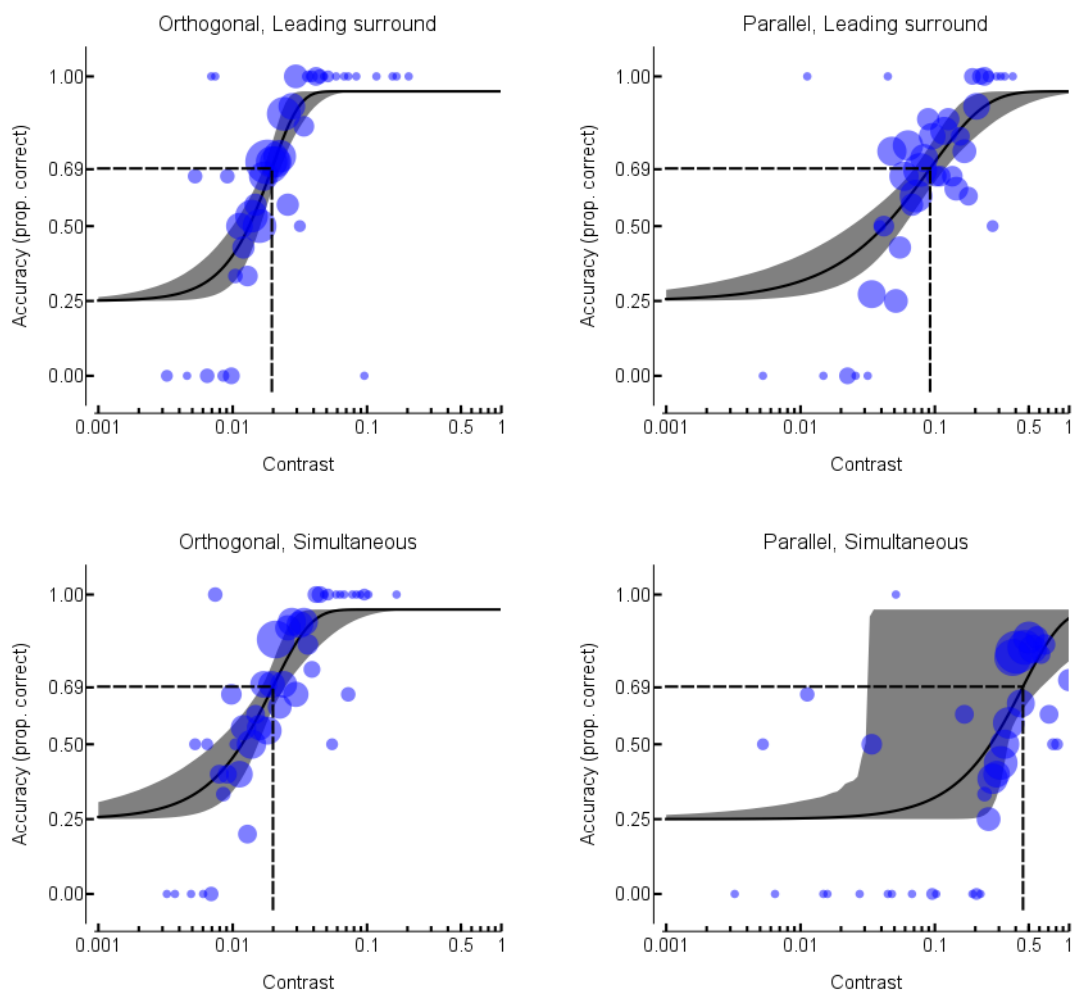 Orthogonal, Leading surround
Accuracy (prop. correct)
1.00
0.69
0.50
0.25
0.00
0.001 0.01 0.1 0.5 1
Contrast
Parallel, Leading surround
Accuracy (prop. correct)
1.00
0.69
0.50
0.25
0.00
0.001 0.01 0.1 0.5 1
Contrast
Orthogonal, Simultaneous
Accuracy (prop. correct)
1.00
0.69
0.50
0.25
0.00
0.001 0.01 0.1 0.5 1
Contrast
Parallel, Simultaneous
Accuracy (prop. correct)
1.00
0.69
0.50
0.25
0.00
0.001 0.01 0.1 0.5 1
Contrast